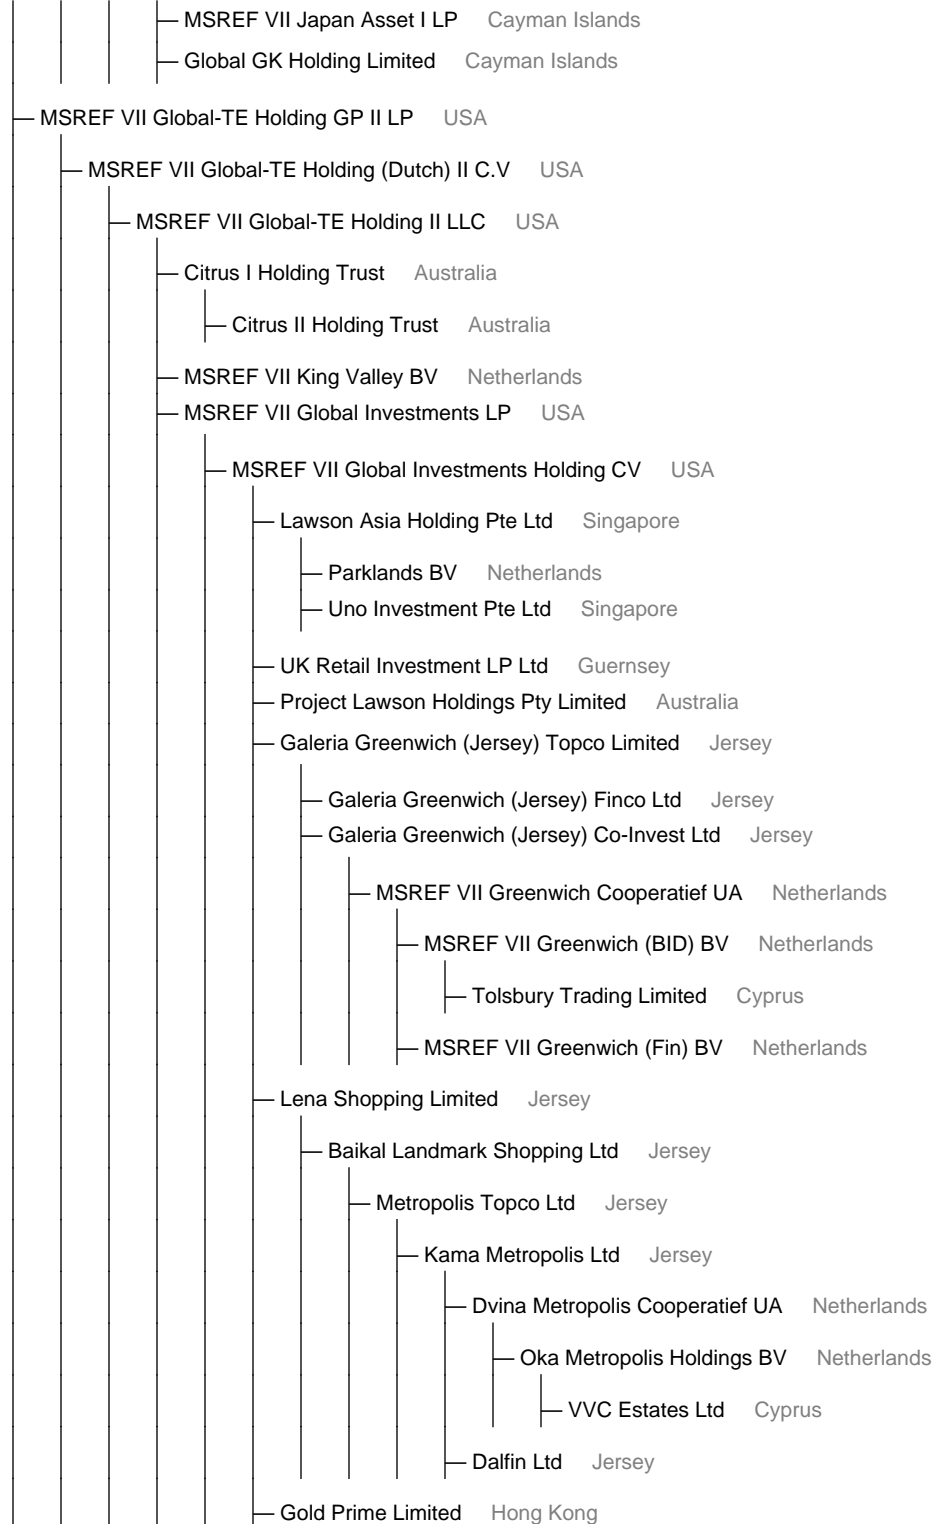 MSREF VII Japan Asset I LP Cayman Islands
Global GK Holding Limited Cayman Islands
MSREF VII Global-TE Holding GP II LP USA
MSREF VII Global-TE Holding (Dutch) II C.V USA
MSREF VII Global-TE Holding II LLC USA
Citrus I Holding Trust Australia
Citrus II Holding Trust Australia
MSREF VII King Valley BV Netherlands
MSREF VII Global Investments LP USA
MSREF VII Global Investments Holding CV USA
Lawson Asia Holding Pte Ltd Singapore
Parklands BV Netherlands
Uno Investment Pte Ltd Singapore
UK Retail Investment LP Ltd Guernsey
Project Lawson Holdings Pty Limited Australia
Galeria Greenwich (Jersey) Topco Limited Jersey
Galeria Greenwich (Jersey) Finco Ltd Jersey
Galeria Greenwich (Jersey) Co-Invest Ltd Jersey
MSREF VII Greenwich Cooperatief UA Netherlands
MSREF VII Greenwich (BID) BV Netherlands
Tolsbury Trading Limited Cyprus
MSREF VII Greenwich (Fin) BV Netherlands
Lena Shopping Limited Jersey
Baikal Landmark Shopping Ltd Jersey
Metropolis Topco Ltd Jersey
Kama Metropolis Ltd Jersey
Dvina Metropolis Cooperatief UA Netherlands
Oka Metropolis Holdings BV Netherlands
VVC Estates Ltd Cyprus
Dalfin Ltd Jersey
Gold Prime Limited Hong Kong